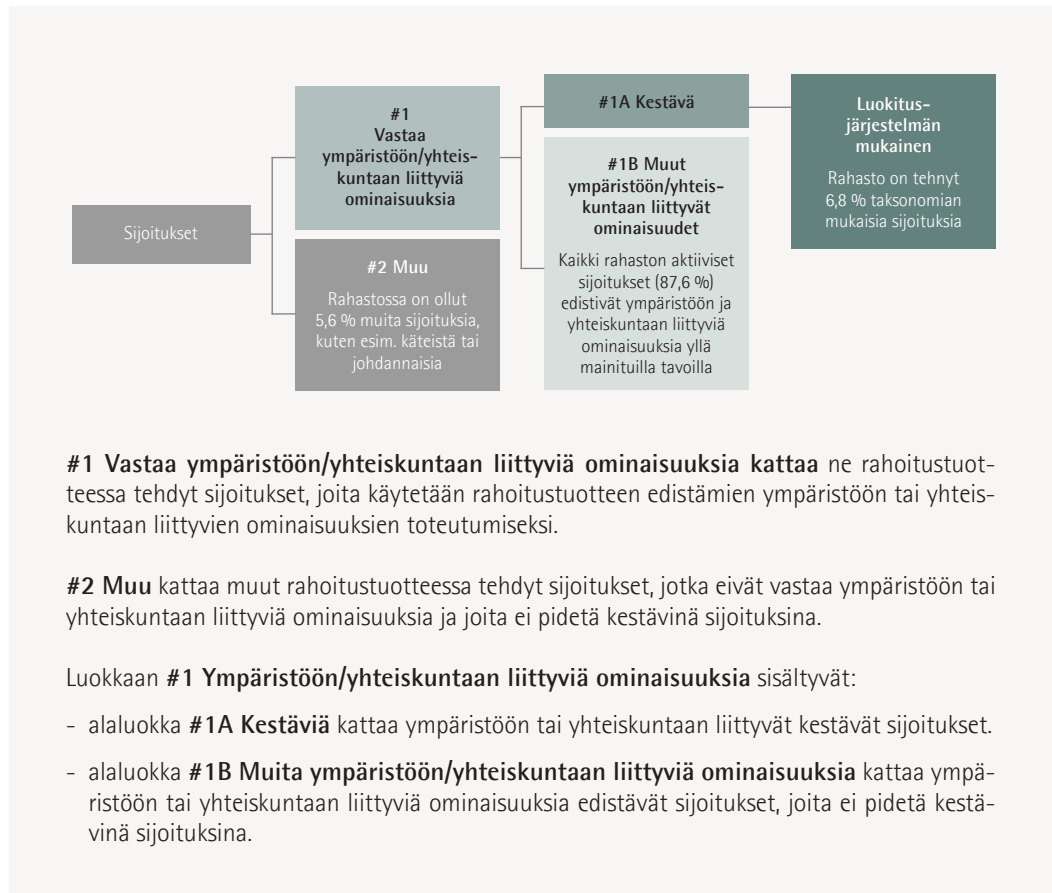 Sijoitukset
#1
Vastaa
ympäristöön/yhteis-
kuntaan liittyviä
ominaisuuksia
#2 Muu
Rahastossa on ollut
5,6 % muita sijoituksia,
kuten esim. käteistä tai
johdannaisia
#1A Kestävä
#1B Muut
ympäristöön/yhteis-
kuntaan liittyvät
ominaisuudet
Kaikki rahaston aktiiviset
sijoitukset (87,6 %)
edistivät ympäristöön ja
yhteiskuntaan liittyviä
ominaisuuksia yllä
mainituilla tavoilla
Luokitus-
järjestelmän
mukainen
Rahasto on tehnyt
6,8 % taksonomian
mukaisia sijoituksia
#1 Vastaa ympäristöön/yhteiskuntaan liittyviä ominaisuuksia kattaa ne rahoitustuot-
teessa tehdyt sijoitukset, joita käytetään rahoitustuotteen edistämien ympäristöön tai yhteis-
kuntaan liittyvien ominaisuuksien toteutumiseksi.
#2 Muu kattaa muut rahoitustuotteessa tehdyt sijoitukset, jotka eivät vastaa ympäristöön tai
yhteiskuntaan liittyviä ominaisuuksia ja joita ei pidetä kestävinä sijoituksina.
Luokkaan #1 Ympäristöön/yhteiskuntaan liittyviä ominaisuuksia sisältyvät:
- alaluokka #1A Kestäviä kattaa ympäristöön tai yhteiskuntaan liittyvät kestävät sijoitukset.
- alaluokka #1B Muita ympäristöön/yhteiskuntaan liittyviä ominaisuuksia kattaa ympä-
ristöön tai yhteiskuntaan liittyviä ominaisuuksia edistävät sijoitukset, joita ei pidetä kestä-
vinä sijoituksina.